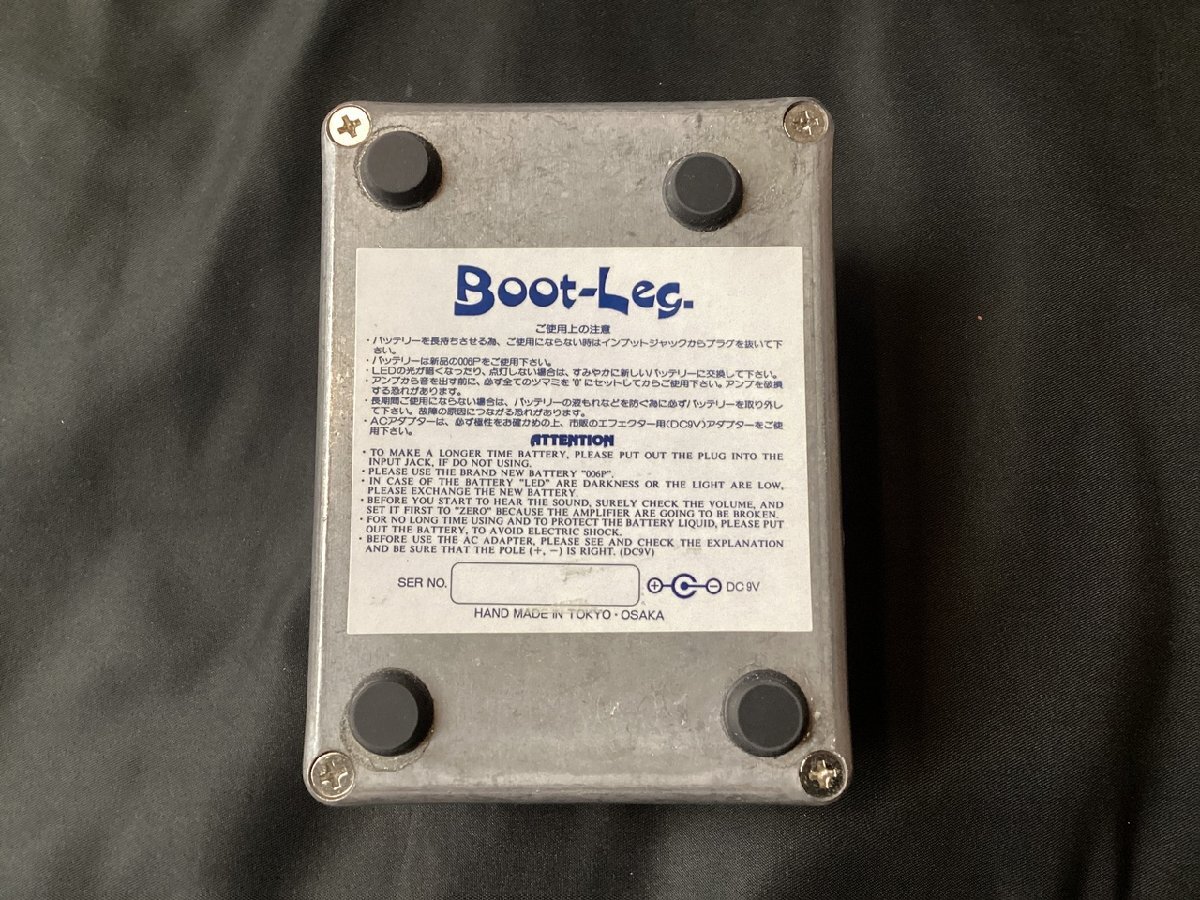 Boot-Leg.
ご使用上の注意
・バッテリーを長持ちさせる為、ご使用にならない時はインプットジャックからプラグを抜いて下
さい。
・バッテリーは新品の006Pをご使用下さい。
・LEDの光が暗くなったり、点灯しない場合は、すみやかに新しいバッテリーに交換して下さい。
・アンプから音を出す前に、必ず全てのツマミを"0"にセットしてからご使用下さい。アンプを破損
する恐れがあります。
・長期間ご使用にならない場合は、バッテリーの液もれなどを防ぐ為に必ずバッテリーを取り外し
て下さい。故障の原因につながる恐れがあります。
・ACアダプターは、必ず極性をお確かめの上、市販のエフェクター用(DC9V)アダプターをご使
用下さい。
ATTENTION
・TO MAKE A LONGER TIME BATTERY, PLEASE PUT OUT THE PLUG INTO THE
INPUT JACK, IF DO NOT USING.
・PLEASE USE THE BRAND NEW BATTERY "006P".
・IN CASE OF THE BATTERY "LED" ARE DARKNESS OR THE LIGHT ARE LOW,
PLEASE EXCHANGE THE NEW BATTERY.
・BEFORE YOU START TO HEAR THE SOUND, SURELY CHECK THE VOLUME, AND
SET IT FIRST TO "ZERO" BECAUSE THE AMPLIFIER ARE GOING TO BE BROKEN.
・FOR NO LONG TIME USING AND TO PROTECT THE BATTERY LIQUID, PLEASE PUT
OUT THE BATTERY, TO AVOID ELECTRIC SHOCK.
・BEFORE USE THE AC ADAPTER, PLEASE SEE AND CHECK THE EXPLANATION
AND BE SURE THAT THE POLE (+, −) IS RIGHT. (DC9V)
SER NO. DC 9V
HAND MADE IN TOKYO・OSAKA